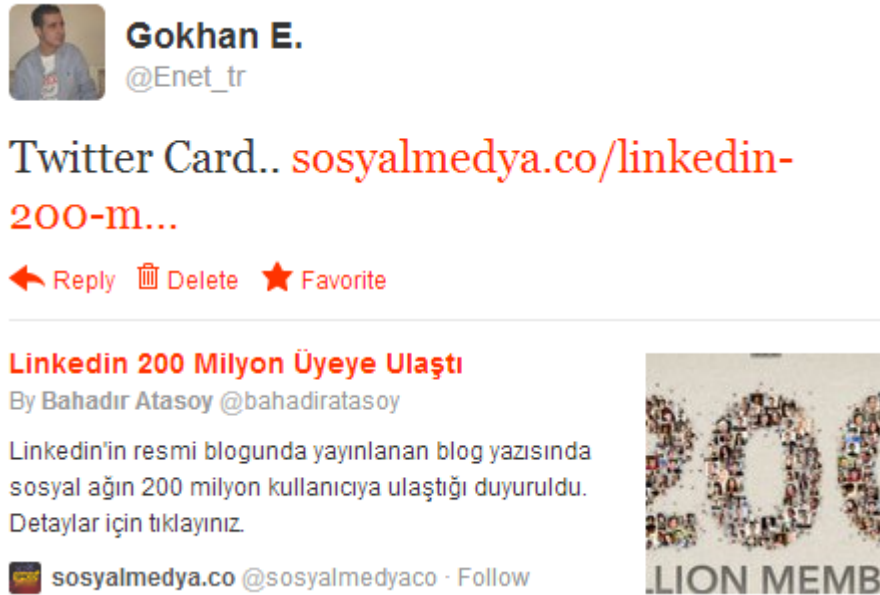 Gokhan E.
@Enet_tr
Twitter Card.. sosyalmedya.co/linkedin-
200-m...
Reply Delete Favorite
Linkedin 200 Milyon Üyeye Ulaştı
By Bahadır Atasoy @bahadiratasoy
Linkedin'in resmi blogunda yayınlanan blog yazısında
sosyal ağın 200 milyon kullanıcıya ulaştığı duyuruldu.
Detaylar için tıklayınız.
sosyalmedya.co @sosyalmedyaco · Follow
200
LLION MEMB